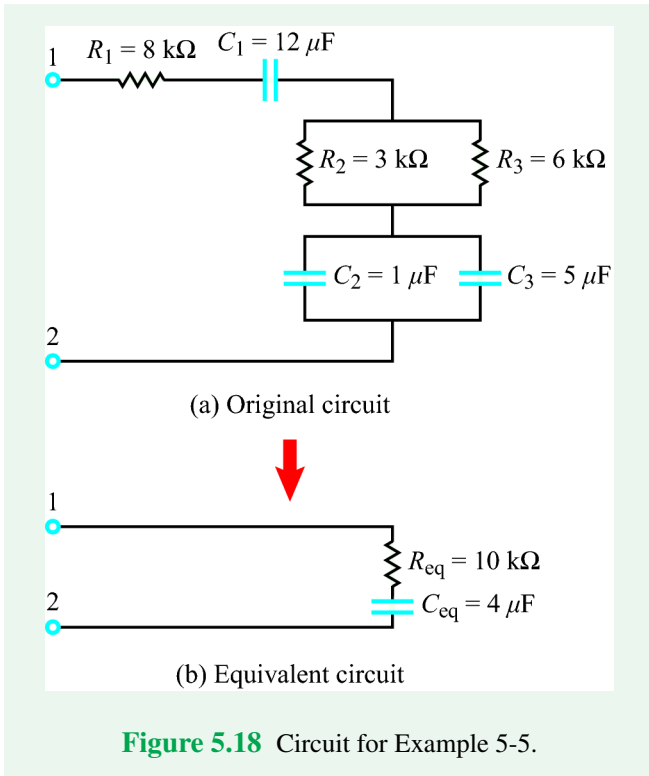 1 R₁ = 8 kΩ C₁ = 12 μF
R₂ = 3 kΩ R₃ = 6 kΩ
C₂ = 1 μF C₃ = 5 μF
2
(a) Original circuit
1
R_eq = 10 kΩ
2 C_eq = 4 μF
(b) Equivalent circuit
Figure 5.18 Circuit for Example 5-5.